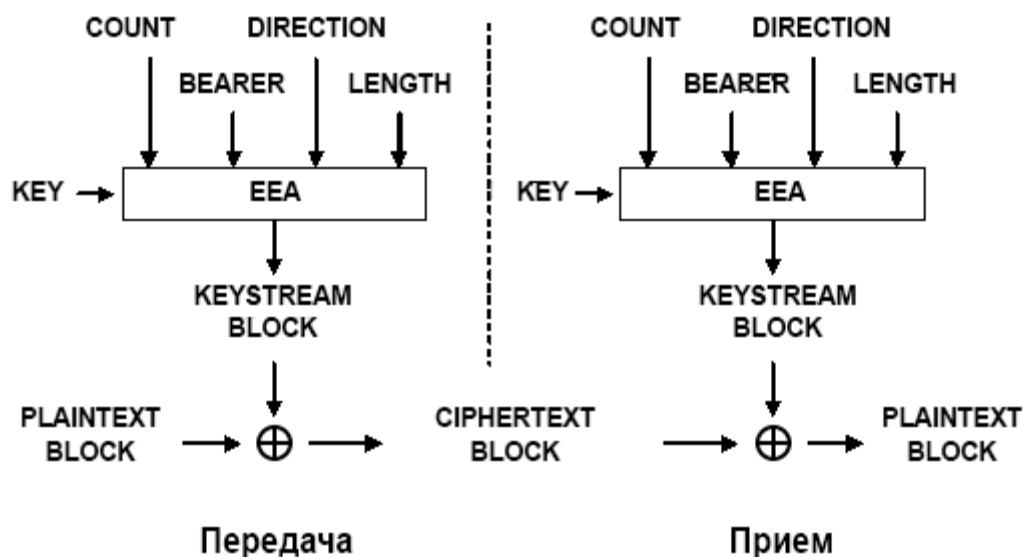 COUNT DIRECTION COUNT DIRECTION
BEARER LENGTH BEARER LENGTH
KEY EEA KEY EEA
KEYSTREAM BLOCK KEYSTREAM BLOCK
PLAINTEXT BLOCK CIPHERTEXT BLOCK PLAINTEXT BLOCK
Передача Прием